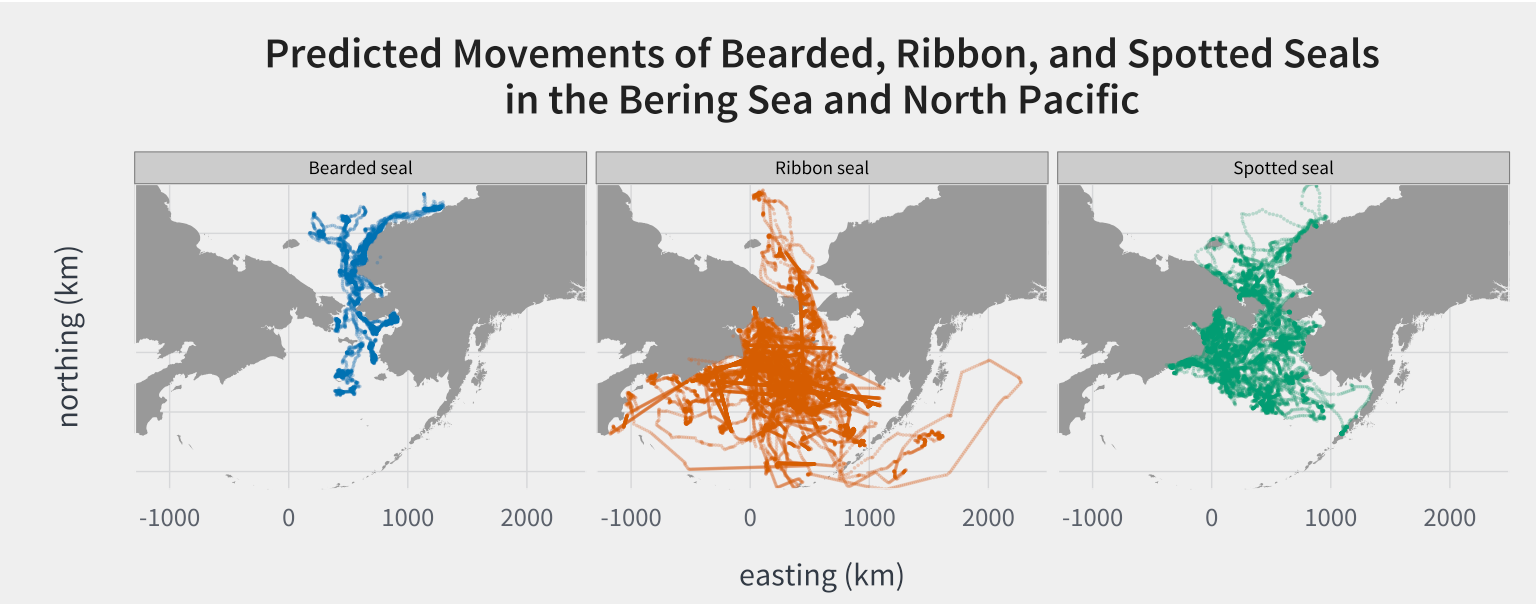 Predicted Movements of Bearded, Ribbon, and Spotted Seals
in the Bering Sea and North Pacific
Bearded seal
Ribbon seal
Spotted seal
northing (km)
-1000 0 1000 2000
-1000 0 1000 2000
-1000 0 1000 2000
easting (km)